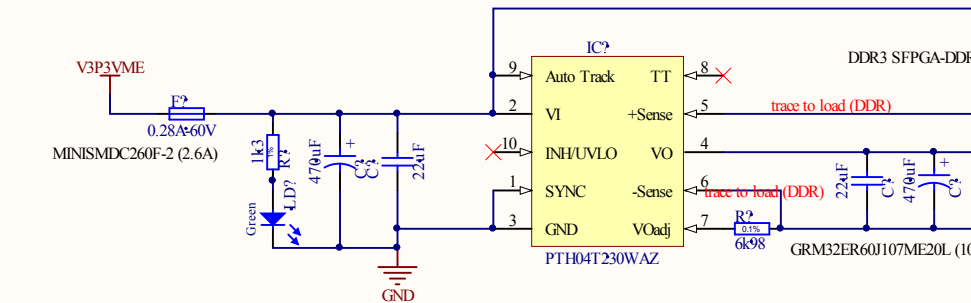 IC?
DDR3 SFPGA-DDR
V3P3VME
9 Auto Track TT 8
F?
2 VI +Sense 5 trace to load (DDR)
0.28A-60V
MINISMDC260F-2 (2.6A)
1k3 1% R?
470uF + C?
C? 22uF
10 INH/UVLO VO 4
22uF C?
470uF + C?
1 SYNC -Sense 6 trace to load (DDR)
LD?
Green
R?
3 GND VOadj 7 0.1%
6k98
GRM32ER60J107ME20L (10
PTH04T230WAZ
GND